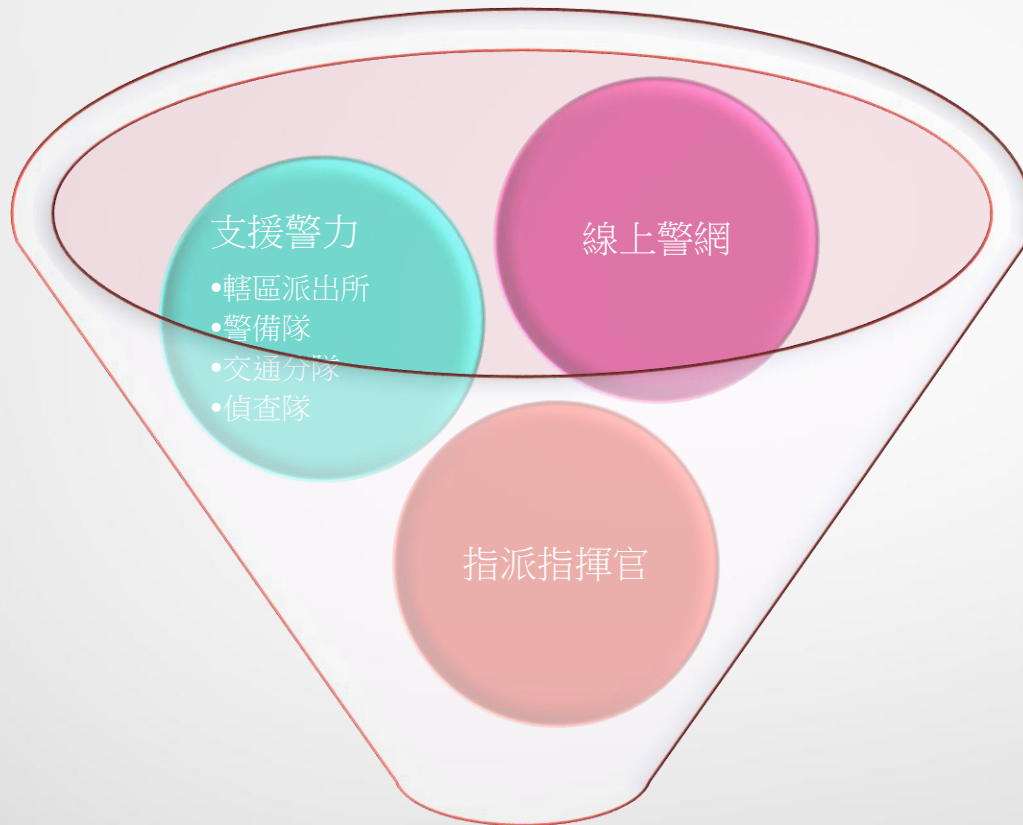 支援警力
•轄區派出所
•警備隊
•交通分隊
•偵查隊
線上警網
指派指揮官